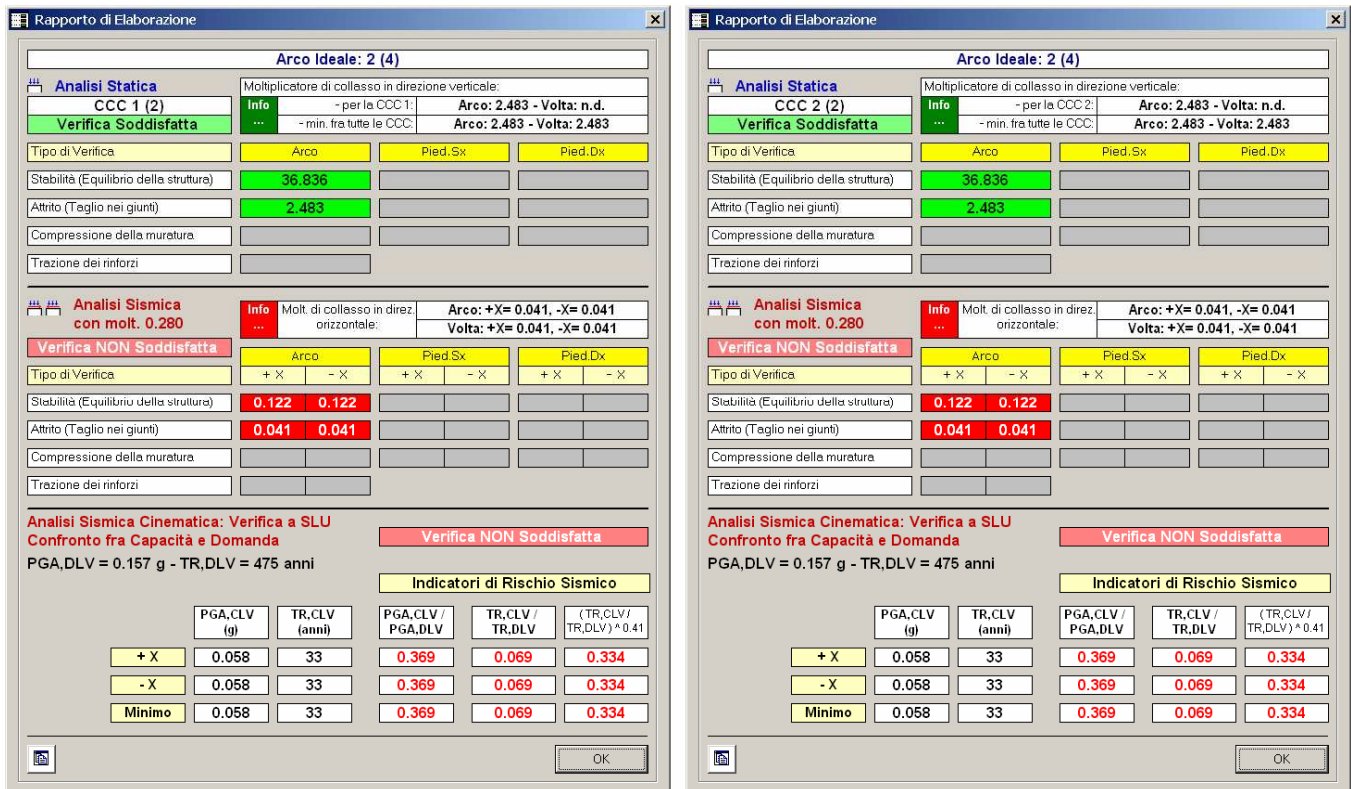 Rapporto di Elaborazione
Arco Ideale: 2 (4)
Analisi Statica
CCC 1 (2)
Verifica Soddisfatta
Moltiplicatore di collasso in direzione verticale:
Info ... - per la CCC 1: Arco: 2.483 - Volta: n.d.
- min. fra tutte le CCC: Arco: 2.483 - Volta: 2.483
Tipo di Verifica Arco Pied.Sx Pied.Dx
Stabilità (Equilibrio della struttura) 36.836
Attrito (Taglio nei giunti) 2.483
Compressione della muratura
Trazione dei rinforzi
Analisi Sismica
con molt. 0.280
Verifica NON Soddisfatta
Info ... Molt. di collasso in direz. orizzontale:
Arco: +X= 0.041, -X= 0.041
Volta: +X= 0.041, -X= 0.041
Arco Pied.Sx Pied.Dx
Tipo di Verifica + X - X + X - X + X - X
Stabilità (Equilibrio della struttura) 0.122 0.122
Attrito (Taglio nei giunti) 0.041 0.041
Compressione della muratura
Trazione dei rinforzi
Analisi Sismica Cinematica: Verifica a SLU
Confronto fra Capacità e Domanda
Verifica NON Soddisfatta
PGA,DLV = 0.157 g - TR,DLV = 475 anni
Indicatori di Rischio Sismico
PGA,CLV (g) TR,CLV (anni) PGA,CLV / PGA,DLV TR,CLV / TR,DLV (TR,CLV / TR,DLV) ^ 0.41
+ X 0.058 33 0.369 0.069 0.334
- X 0.058 33 0.369 0.069 0.334
Minimo 0.058 33 0.369 0.069 0.334
OK
Rapporto di Elaborazione
Arco Ideale: 2 (4)
Analisi Statica
CCC 2 (2)
Verifica Soddisfatta
Moltiplicatore di collasso in direzione verticale:
Info ... - per la CCC 2: Arco: 2.483 - Volta: n.d.
- min. fra tutte le CCC: Arco: 2.483 - Volta: 2.483
Tipo di Verifica Arco Pied.Sx Pied.Dx
Stabilità (Equilibrio della struttura) 36.836
Attrito (Taglio nei giunti) 2.483
Compressione della muratura
Trazione dei rinforzi
Analisi Sismica
con molt. 0.280
Verifica NON Soddisfatta
Info ... Molt. di collasso in direz. orizzontale:
Arco: +X= 0.041, -X= 0.041
Volta: +X= 0.041, -X= 0.041
Arco Pied.Sx Pied.Dx
Tipo di Verifica + X - X + X - X + X - X
Stabilità (Equilibrio della struttura) 0.122 0.122
Attrito (Taglio nei giunti) 0.041 0.041
Compressione della muratura
Trazione dei rinforzi
Analisi Sismica Cinematica: Verifica a SLU
Confronto fra Capacità e Domanda
Verifica NON Soddisfatta
PGA,DLV = 0.157 g - TR,DLV = 475 anni
Indicatori di Rischio Sismico
PGA,CLV (g) TR,CLV (anni) PGA,CLV / PGA,DLV TR,CLV / TR,DLV (TR,CLV / TR,DLV) ^ 0.41
+ X 0.058 33 0.369 0.069 0.334
- X 0.058 33 0.369 0.069 0.334
Minimo 0.058 33 0.369 0.069 0.334
OK